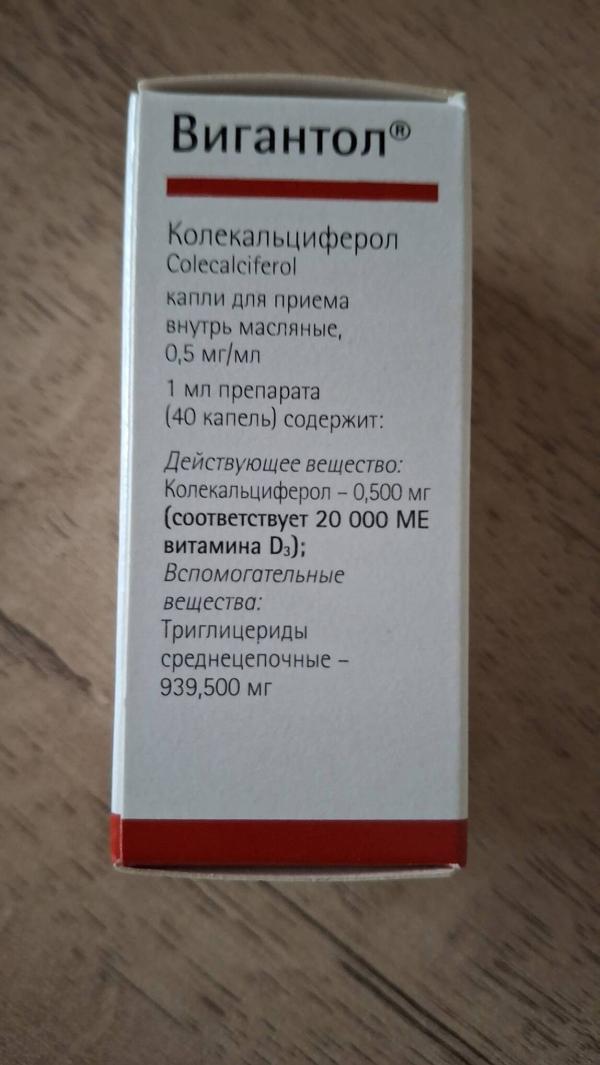 Вигантол®
Колекальциферол
Colecalciferol
капли для приема
внутрь масляные,
0,5 мг/мл
1 мл препарата
(40 капель) содержит:
Действующее вещество:
Колекальциферол – 0,500 мг
(соответствует 20 000 МЕ
витамина D₃);
Вспомогательные
вещества:
Триглицериды
среднецепочные –
939,500 мг